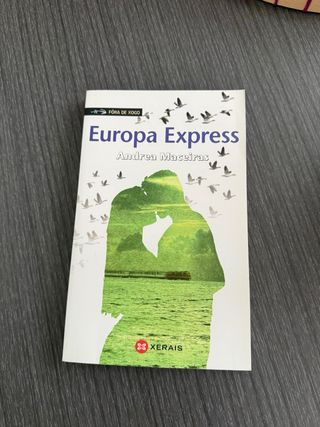 FÓRA DE XOGO
Europa Express
Andrea Maceiras
XERAIS